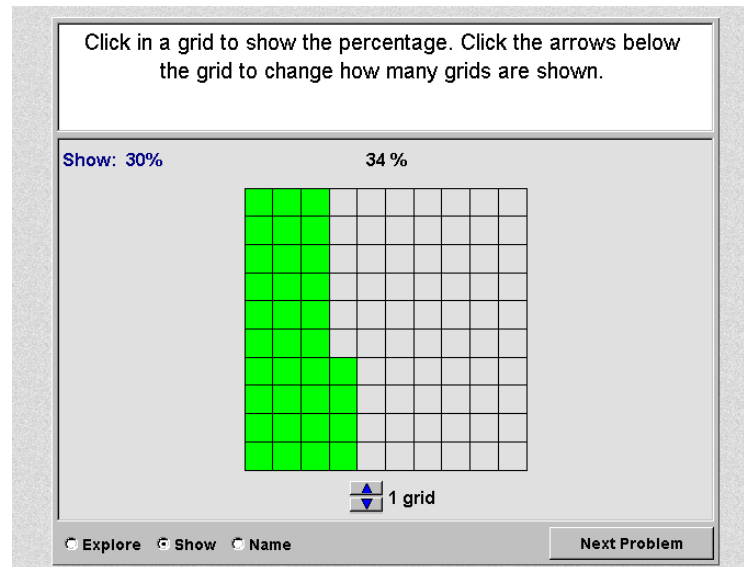 Click in a grid to show the percentage. Click the arrows below
the grid to change how many grids are shown.
Show: 30%
34 %
1 grid
Explore
Show
Name
Next Problem